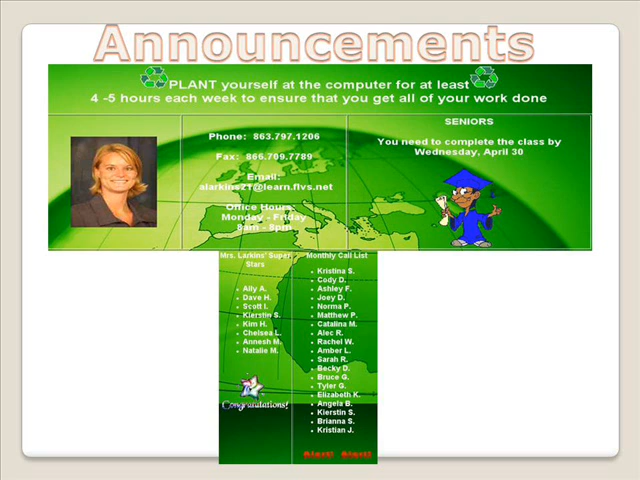 Announcements
PLANT yourself at the computer for at least
4 -5 hours each week to ensure that you get all of your work done
Phone: 863.797.1206
Fax: 866.709.7789
Email:
alarkins21@learn.flvs.net
Office Hours:
Monday - Friday
8am - 8pm
SENIORS
You need to complete the class by
Wednesday, April 30
Mrs. Larkins' Super
Stars
Ally A.
Dave H.
Scott I.
Kierstin S.
Kim H.
Chelsea L.
Annesh M.
Natalie M.
Congratulations!
Monthly Call List
Kristina S.
Cody D.
Ashley F.
Joey D.
Norma P.
Matthew P.
Catalina M.
Alec R.
Rachel W.
Amber L.
Sarah R.
Becky D.
Bruce G.
Tyler G.
Elizabeth K.
Angela B.
Kierstin S.
Brianna S.
Kristian J.